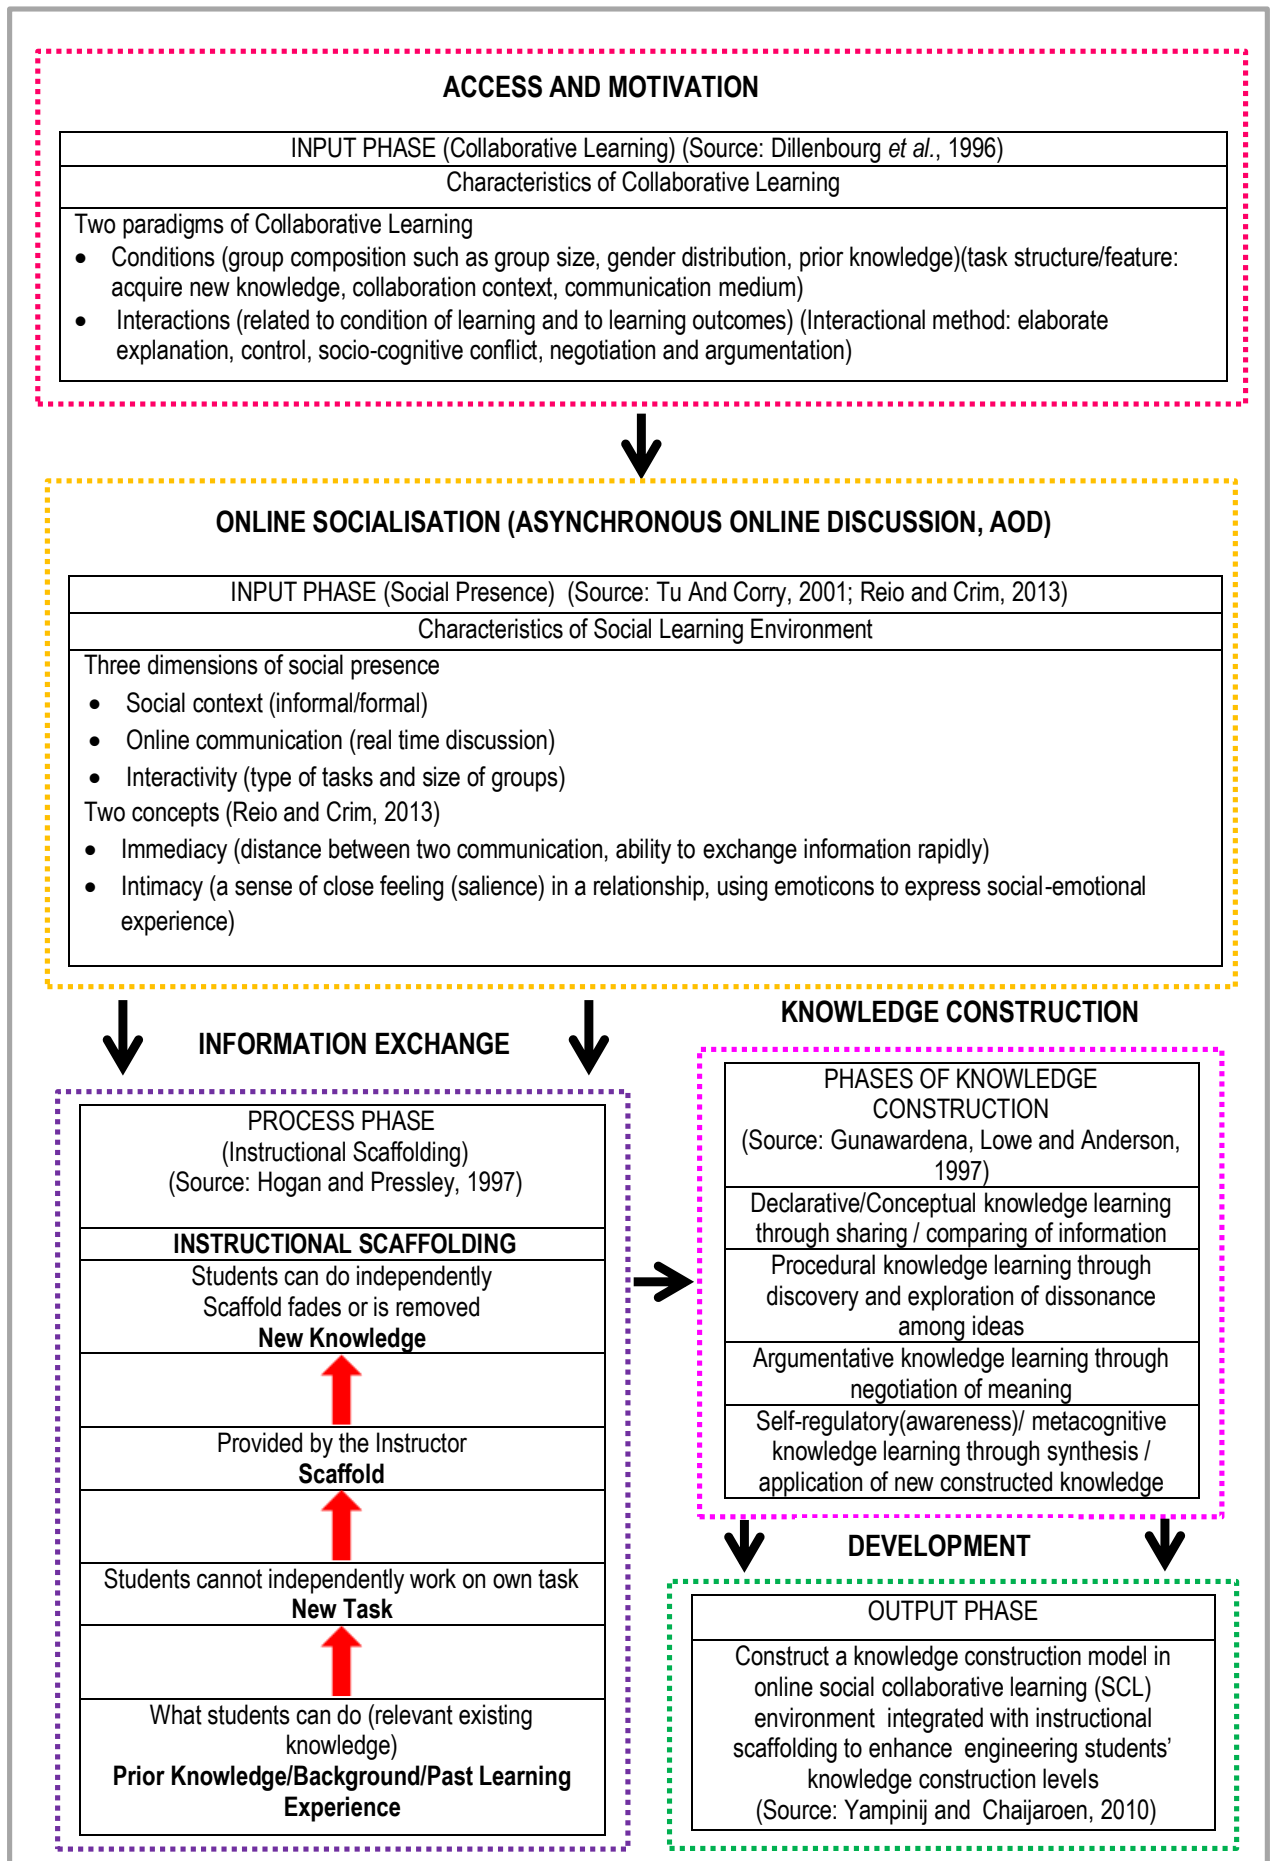 ACCESS AND MOTIVATION
INPUT PHASE (Collaborative Learning) (Source: Dillenbourg et al., 1996)
Characteristics of Collaborative Learning
Two paradigms of Collaborative Learning
• Conditions (group composition such as group size, gender distribution, prior knowledge)(task structure/feature:
acquire new knowledge, collaboration context, communication medium)
• Interactions (related to condition of learning and to learning outcomes) (Interactional method: elaborate
explanation, control, socio-cognitive conflict, negotiation and argumentation)
ONLINE SOCIALISATION (ASYNCHRONOUS ONLINE DISCUSSION, AOD)
INPUT PHASE (Social Presence) (Source: Tu And Corry, 2001; Reio and Crim, 2013)
Characteristics of Social Learning Environment
Three dimensions of social presence
• Social context (informal/formal)
• Online communication (real time discussion)
• Interactivity (type of tasks and size of groups)
Two concepts (Reio and Crim, 2013)
• Immediacy (distance between two communication, ability to exchange information rapidly)
• Intimacy (a sense of close feeling (salience) in a relationship, using emoticons to express social-emotional
experience)
INFORMATION EXCHANGE
PROCESS PHASE
(Instructional Scaffolding)
(Source: Hogan and Pressley, 1997)
INSTRUCTIONAL SCAFFOLDING
Students can do independently
Scaffold fades or is removed
New Knowledge
Provided by the Instructor
Scaffold
Students cannot independently work on own task
New Task
What students can do (relevant existing
knowledge)
Prior Knowledge/Background/Past Learning
Experience
KNOWLEDGE CONSTRUCTION
PHASES OF KNOWLEDGE
CONSTRUCTION
(Source: Gunawardena, Lowe and Anderson,
1997)
Declarative/Conceptual knowledge learning
through sharing / comparing of information
Procedural knowledge learning through
discovery and exploration of dissonance
among ideas
Argumentative knowledge learning through
negotiation of meaning
Self-regulatory(awareness)/ metacognitive
knowledge learning through synthesis /
application of new constructed knowledge
DEVELOPMENT
OUTPUT PHASE
Construct a knowledge construction model in
online social collaborative learning (SCL)
environment integrated with instructional
scaffolding to enhance engineering students’
knowledge construction levels
(Source: Yampinij and Chaijaroen, 2010)